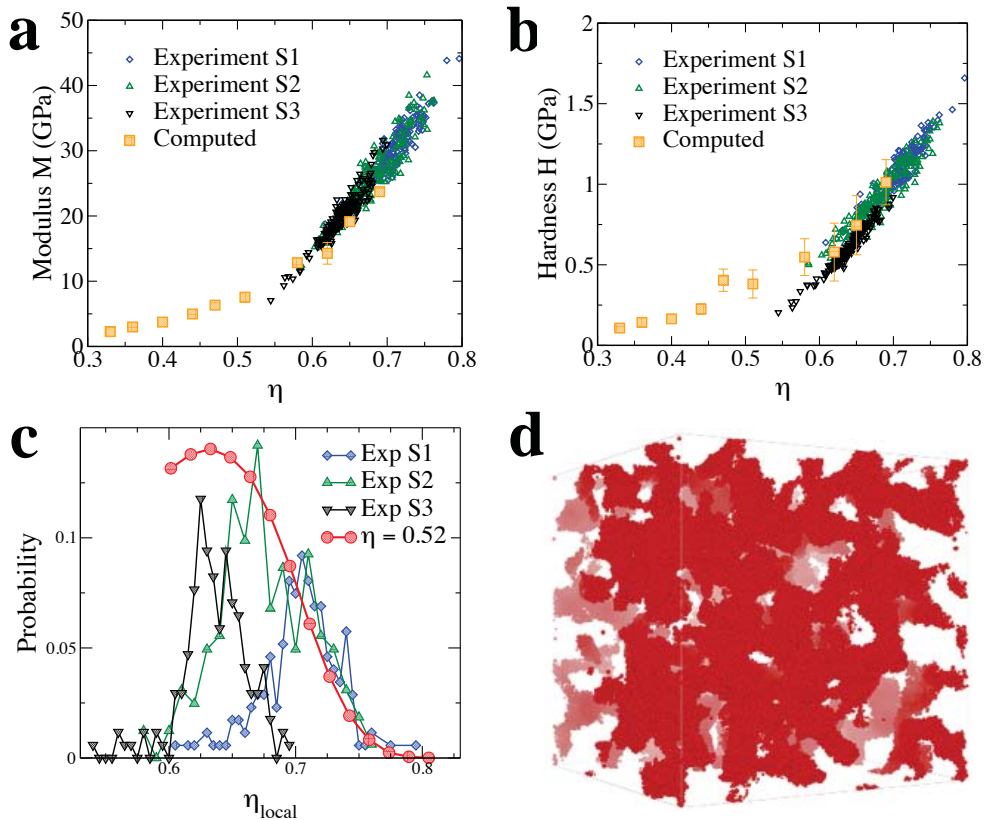 a
50
40
30
20
10
0
Modulus M (GPa)
Experiment S1
Experiment S2
Experiment S3
Computed
0.3 0.4 0.5 0.6 0.7 0.8
η
b
2
1.5
1
0.5
0
Hardness H (GPa)
Experiment S1
Experiment S2
Experiment S3
Computed
0.3 0.4 0.5 0.6 0.7 0.8
η
c
0.1
0.05
0
Probability
Exp S1
Exp S2
Exp S3
η = 0.52
0.6 0.7 0.8
ηlocal
d